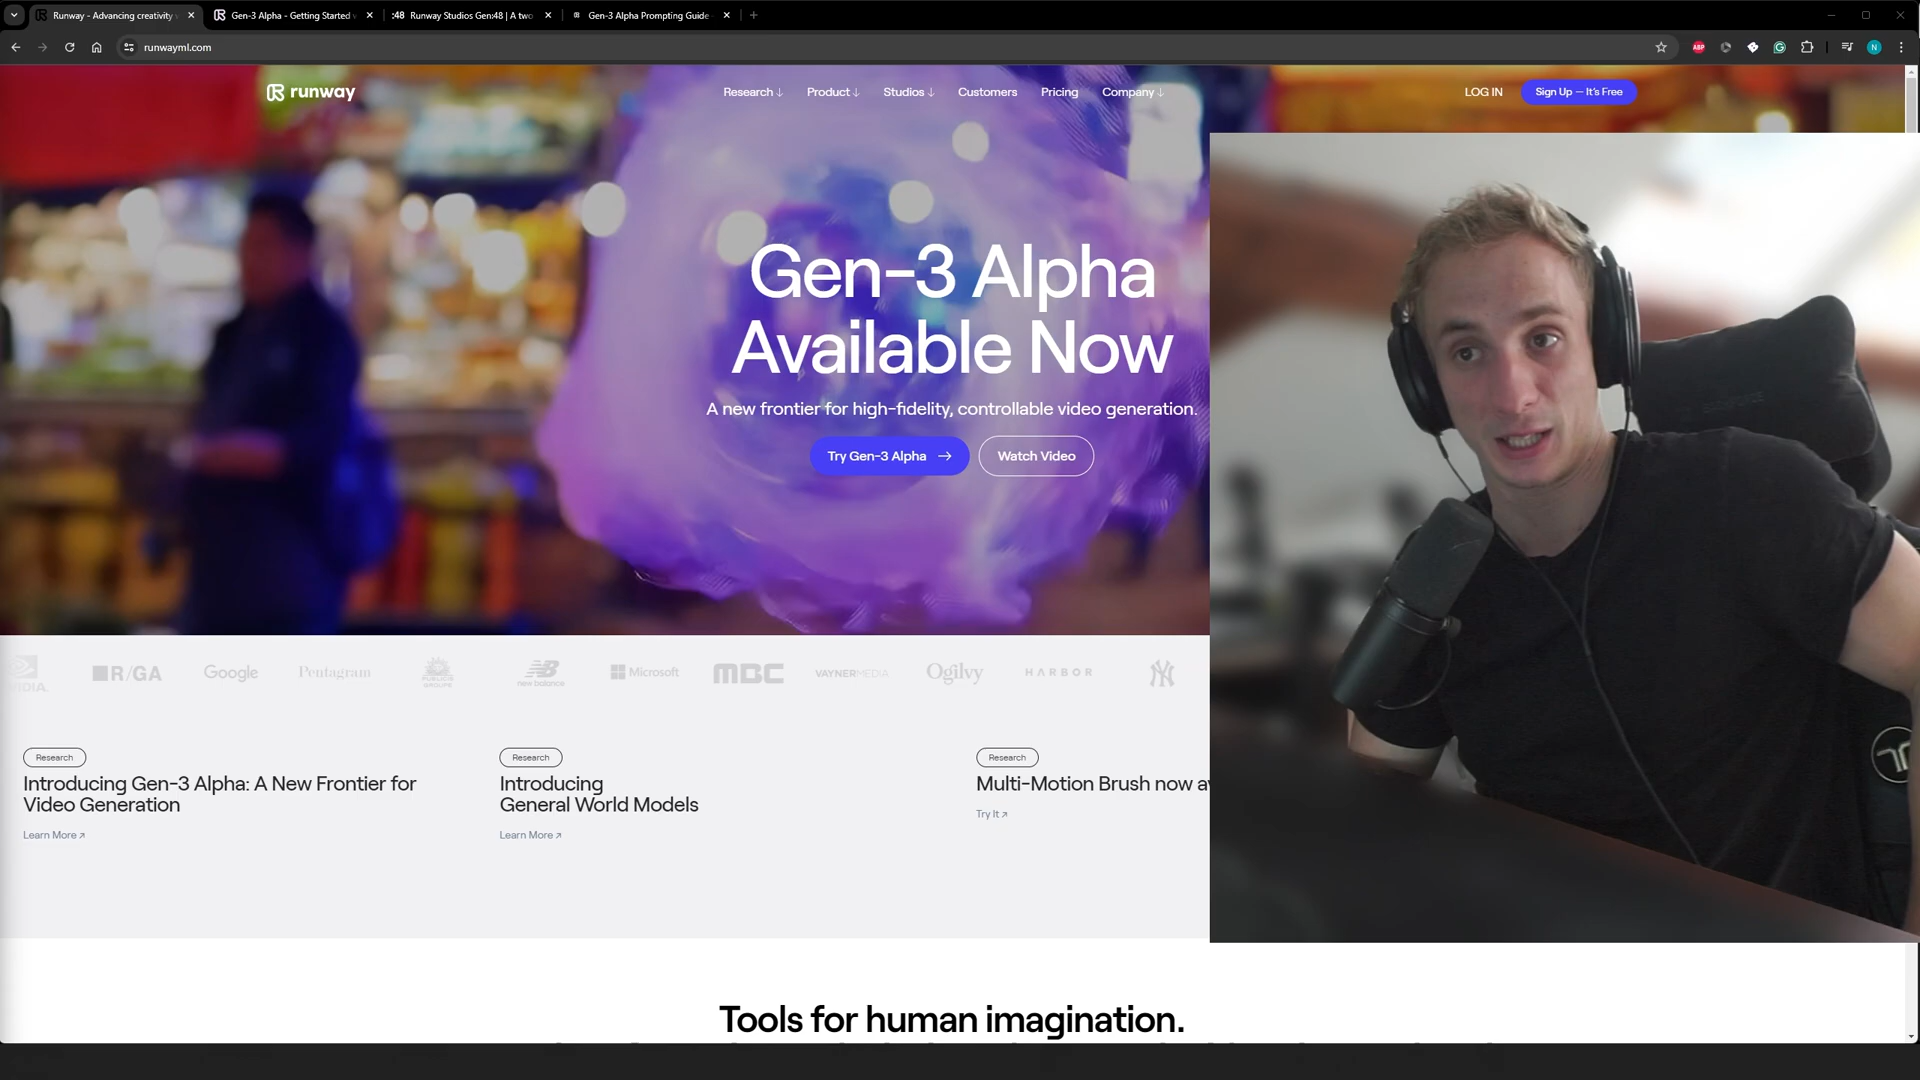 Runway - Advancing creativity
Gen-3 Alpha - Getting Started
:48 Runway Studios Gen:48 | A two
Gen-3 Alpha Prompting Guide
runwayml.com
ABP
N
runway
Research ↓
Product ↓
Studios ↓
Customers
Pricing
Company ↓
LOG IN
Sign Up — It's Free
Gen-3 Alpha
Available Now
A new frontier for high-fidelity, controllable video generation.
Try Gen-3 Alpha →
Watch Video
R/GA
Google
Pentagram
new balance
Microsoft
MBC
VAYNERMEDIA
Ogilvy
HARBOR
NY
Research
Introducing Gen-3 Alpha: A New Frontier for
Video Generation
Learn More ↗
Research
Introducing
General World Models
Learn More ↗
Research
Multi-Motion Brush now
Try It ↗
Tools for human imagination.